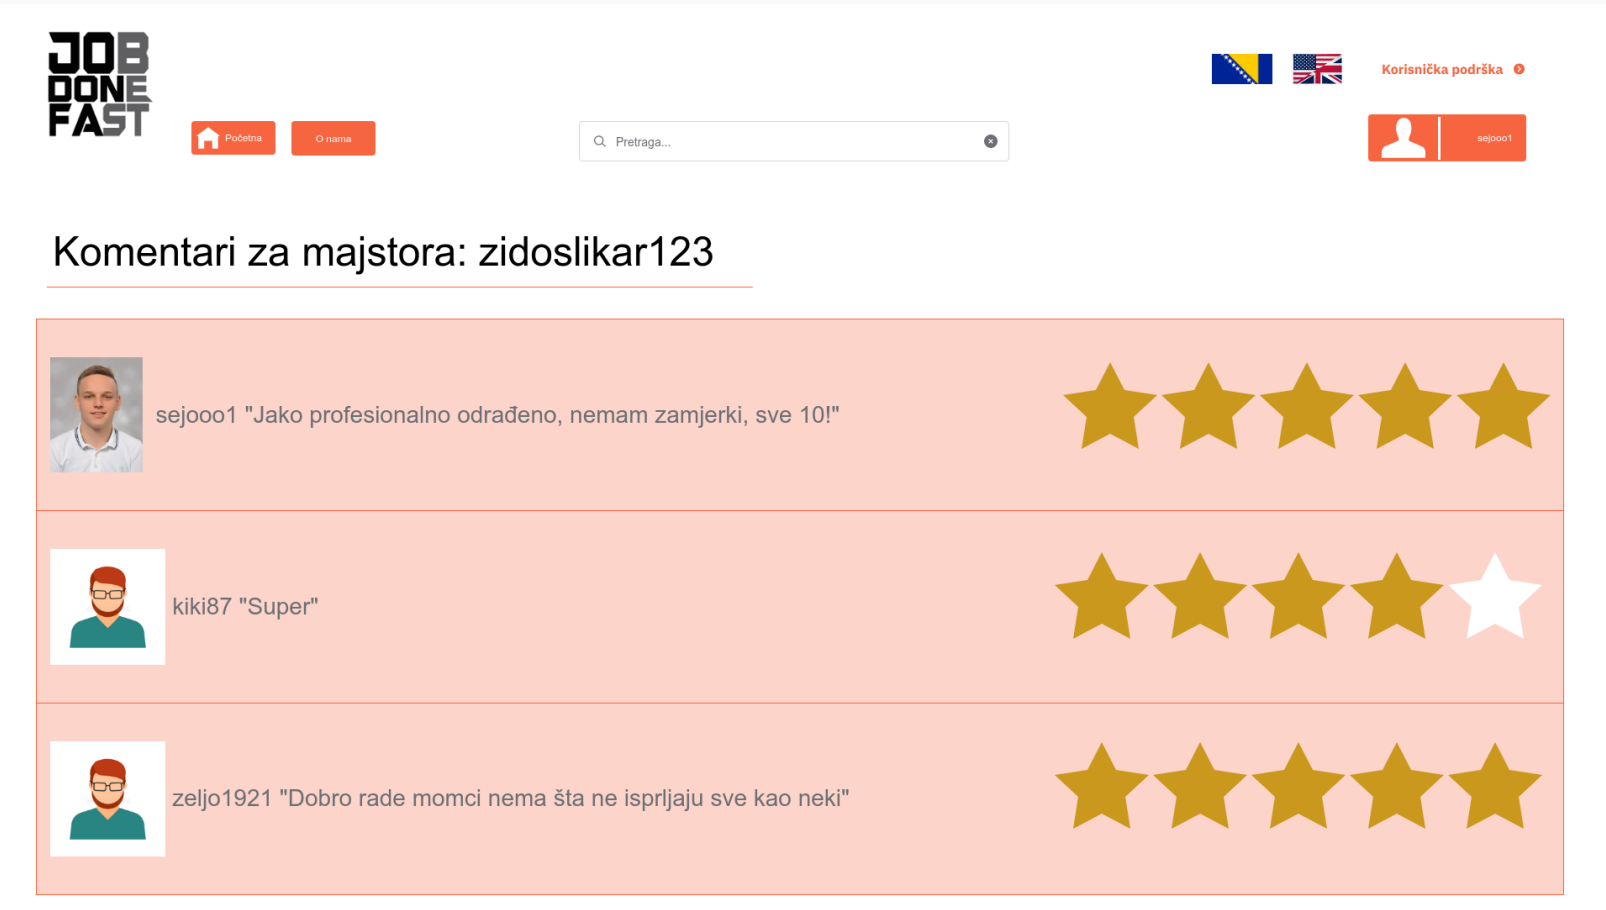 JOB
DONE
FAST
Korisnička podrška
Početna
O nama
Pretraga...
sejooo1
Komentari za majstora: zidoslikar123
sejooo1 "Jako profesionalno odrađeno, nemam zamjerki, sve 10!"
kiki87 "Super"
zeljo1921 "Dobro rade momci nema šta ne isprljaju sve kao neki"